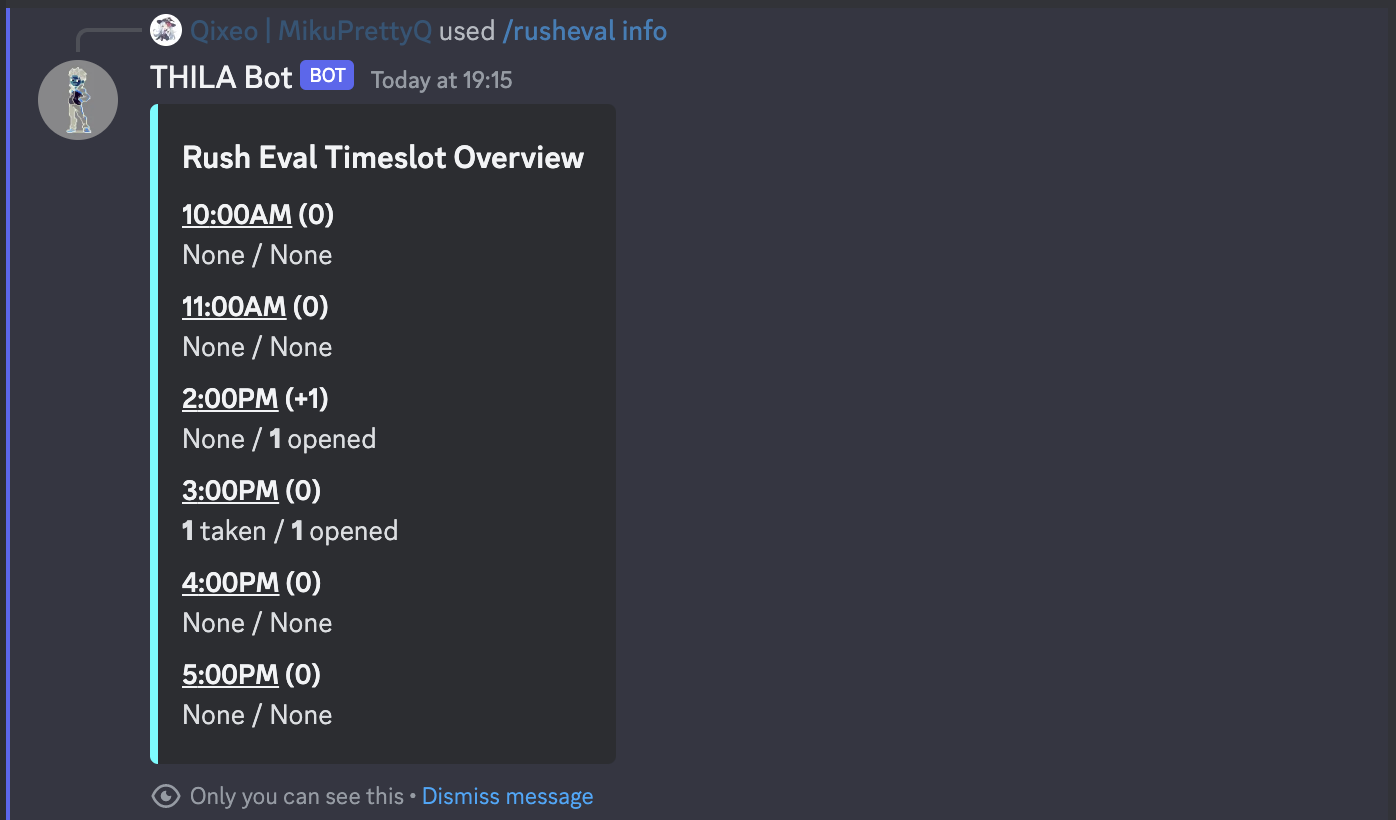 Qixeo | MikuPrettyQ used /rusheval info
THILA Bot BOT Today at 19:15
Rush Eval Timeslot Overview
10:00AM (0)
None / None
11:00AM (0)
None / None
2:00PM (+1)
None / 1 opened
3:00PM (0)
1 taken / 1 opened
4:00PM (0)
None / None
5:00PM (0)
None / None
Only you can see this • Dismiss message